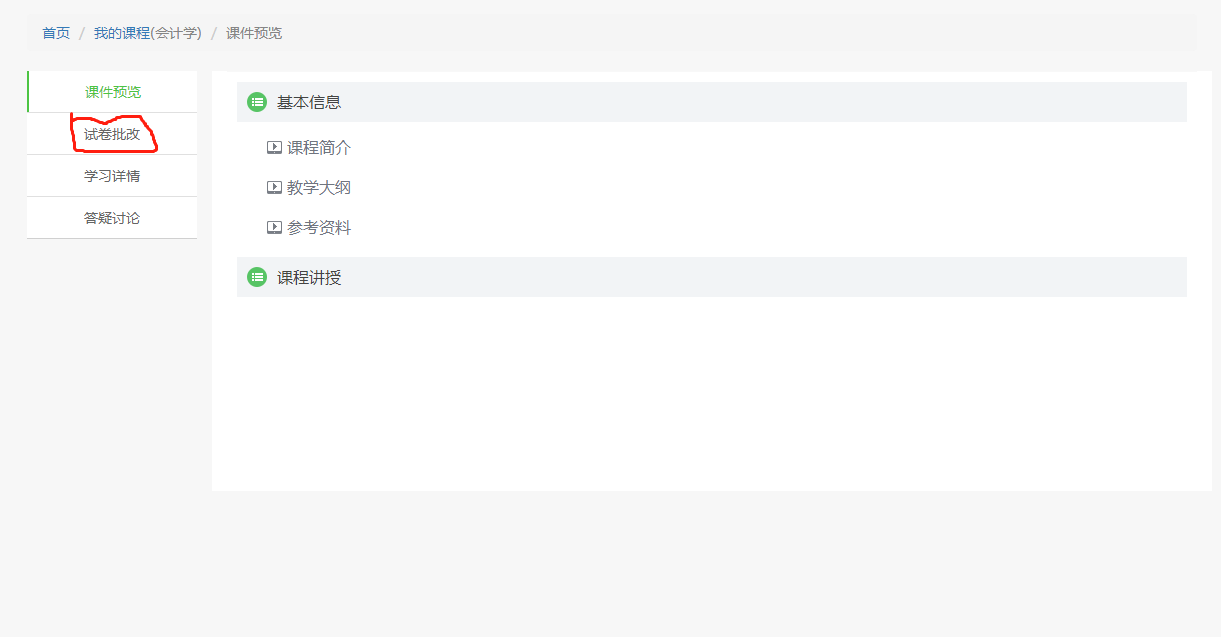 首页 / 我的课程(会计学) / 课件预览
课件预览
试卷批改
学习详情
答疑讨论
基本信息
课程简介
教学大纲
参考资料
课程讲授